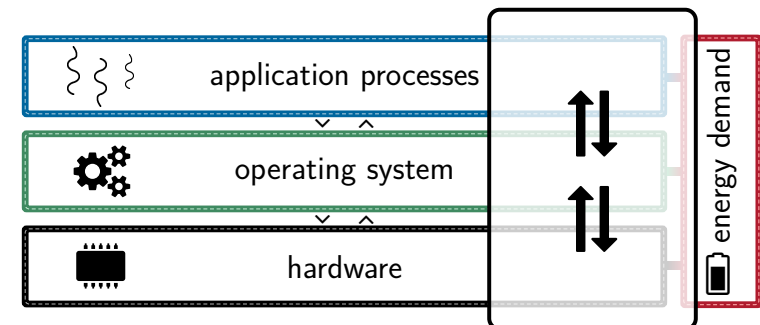 application processes
operating system
hardware
energy demand